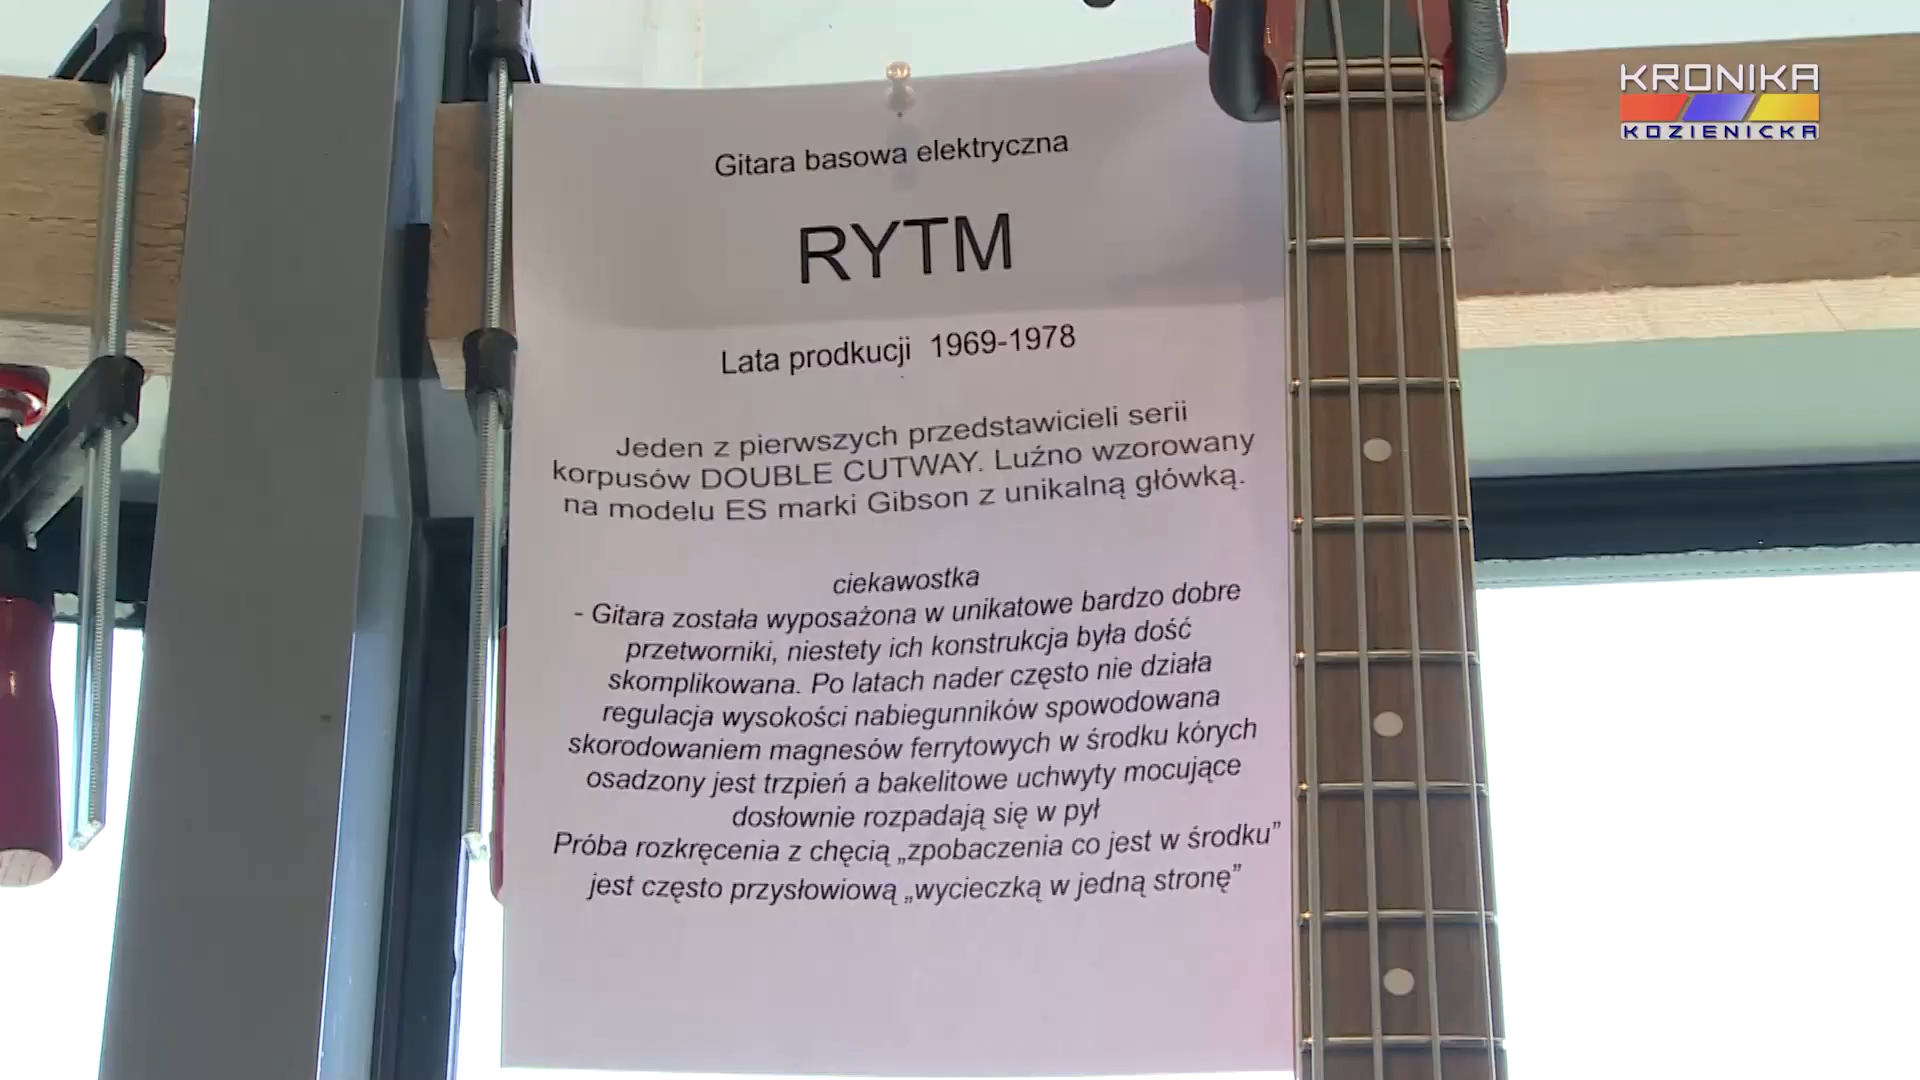 KRONIKA
KOZIENICKA
Gitara basowa elektryczna
RYTM
Lata prodkucji 1969-1978
Jeden z pierwszych przedstawicieli serii
korpusów DOUBLE CUTWAY. Luźno wzorowany
na modelu ES marki Gibson z unikalną główką.
ciekawostka
- Gitara została wyposażona w unikatowe bardzo dobre
przetworniki, niestety ich konstrukcja była dość
skomplikowana. Po latach nader często nie działa
regulacja wysokości nabiegunników spowodowana
skorodowaniem magnesów ferrytowych w środku kórych
osadzony jest trzpień a bakelitowe uchwyty mocujące
dosłownie rozpadają się w pył
Próba rozkręcenia z chęcią „zpobaczenia co jest w środku”
jest często przysłowiową „wycieczką w jedną stronę”